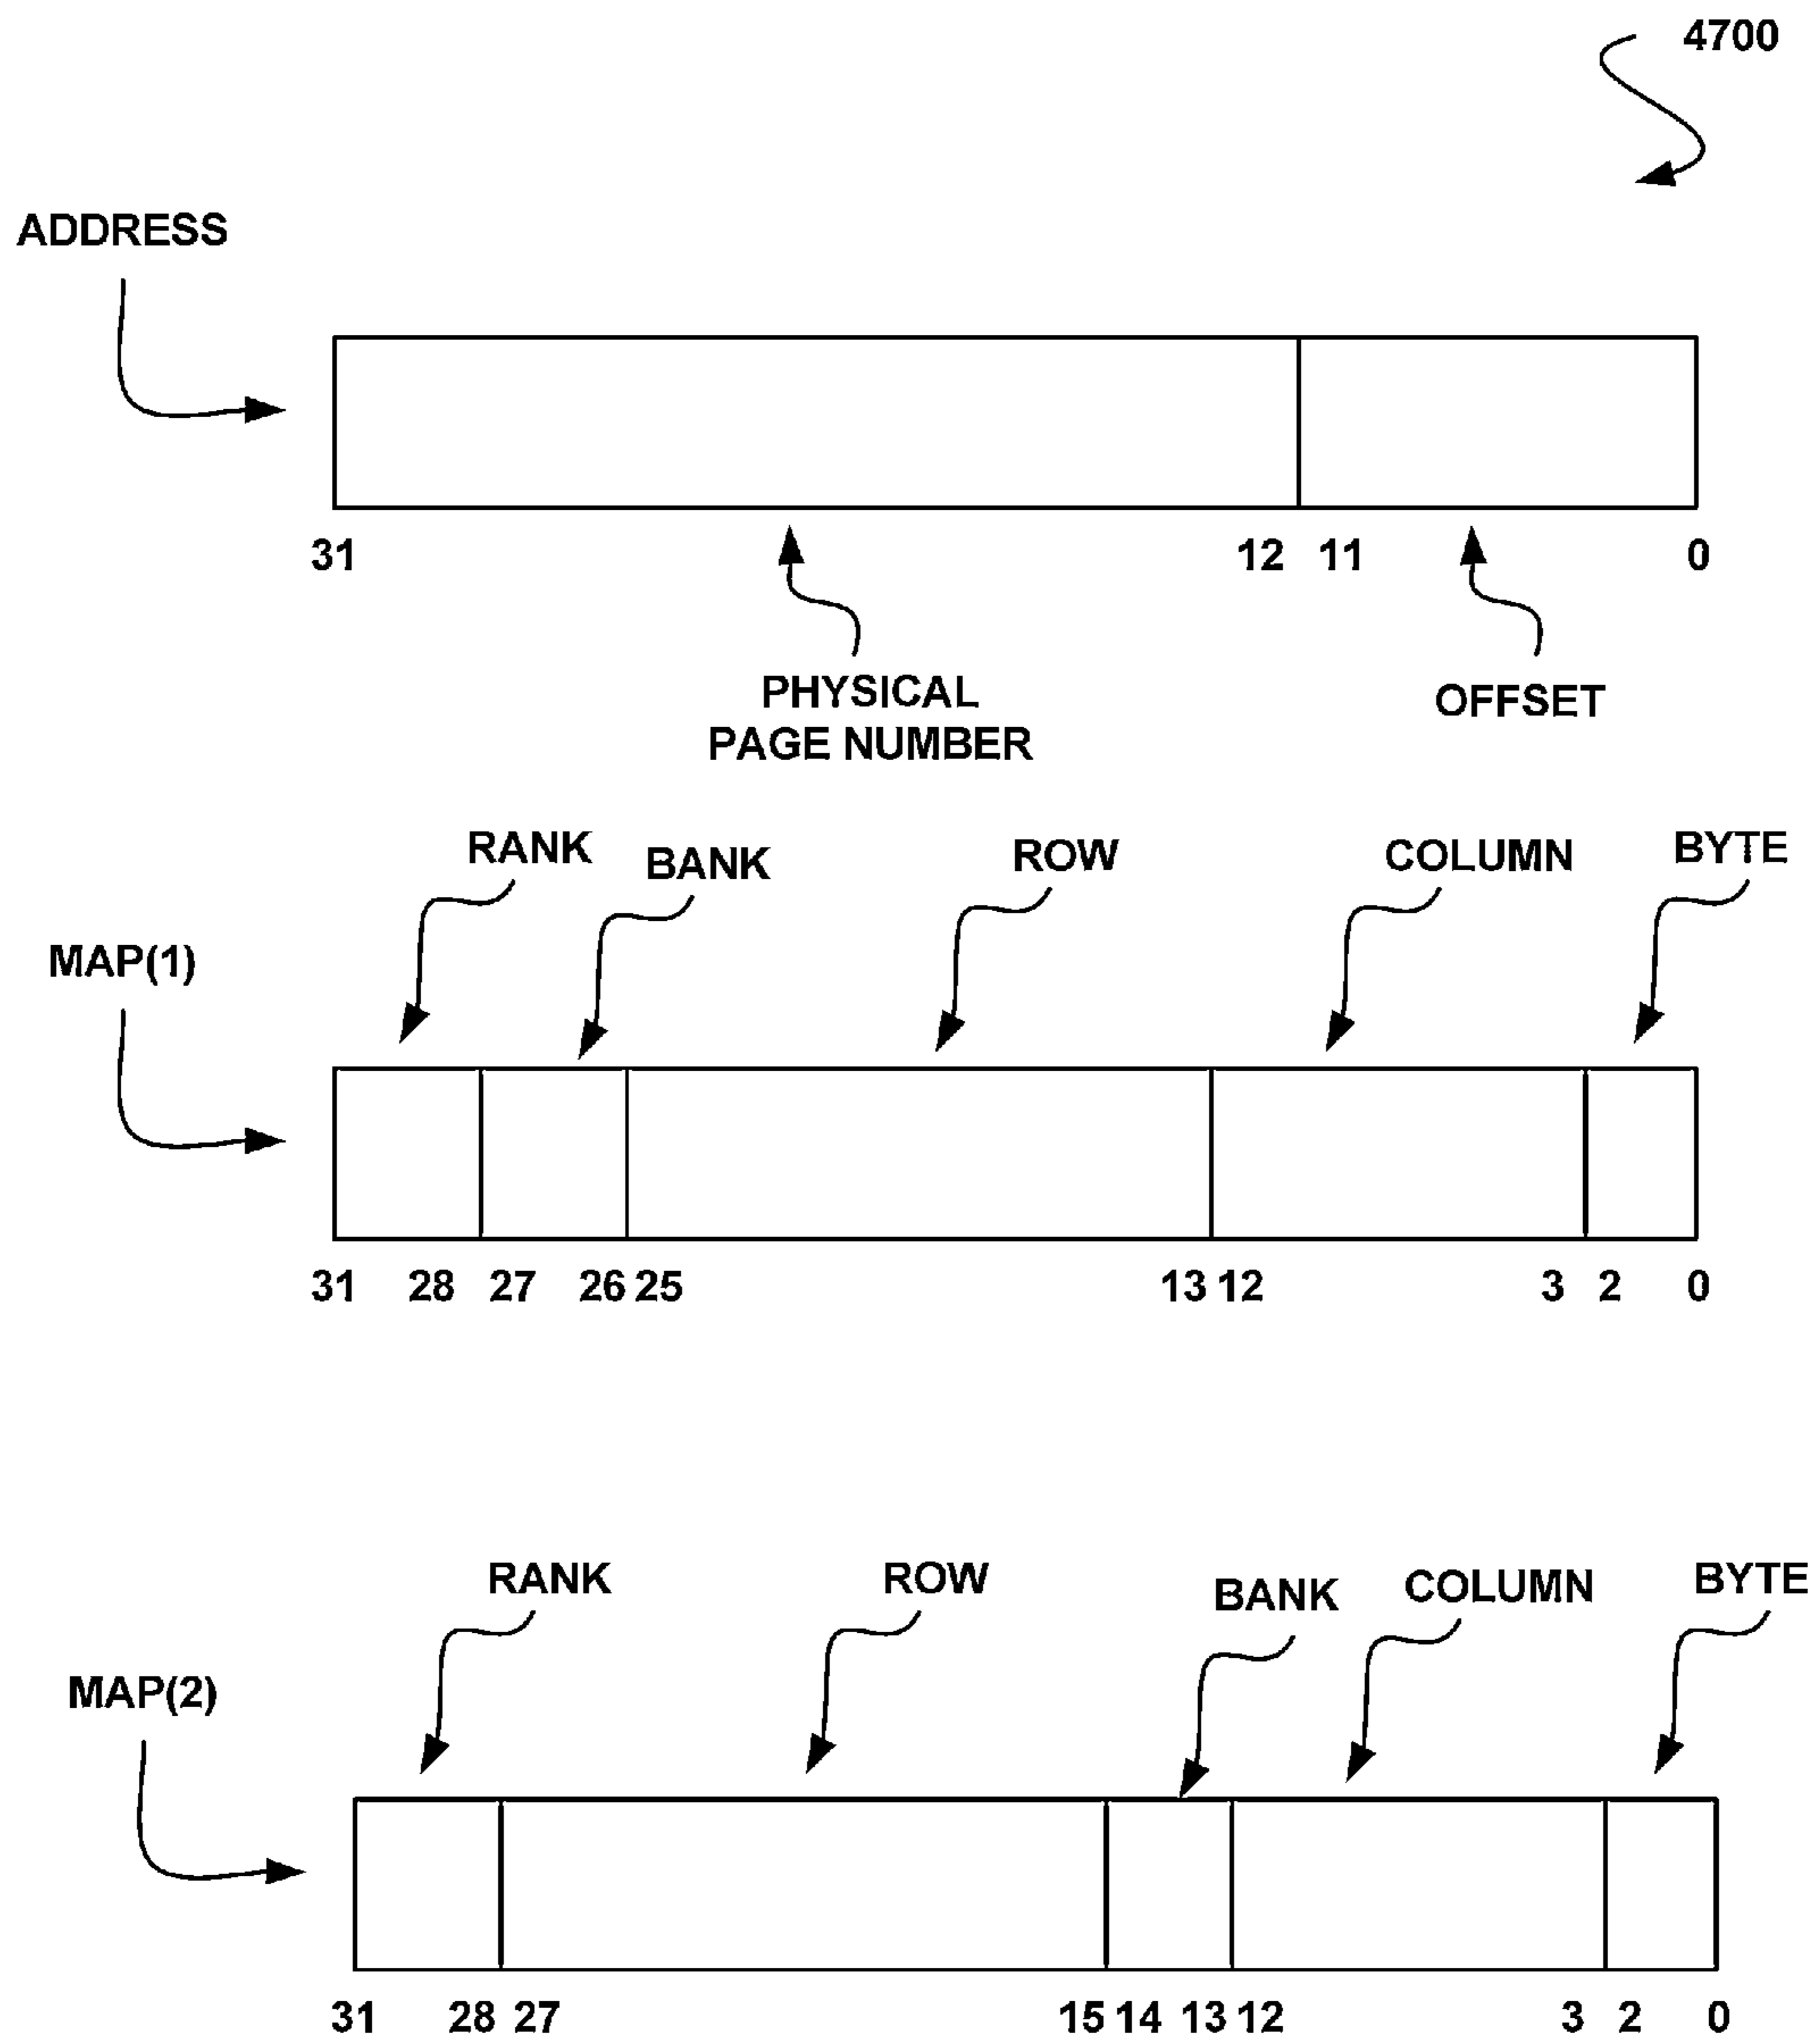 4700
ADDRESS
31 12 11 0
PHYSICAL
PAGE NUMBER
OFFSET
RANK BANK ROW COLUMN BYTE
MAP(1)
31 28 27 26 25 13 12 3 2 0
RANK ROW BANK COLUMN BYTE
MAP(2)
31 28 27 15 14 13 12 3 2 0